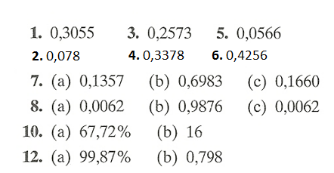 1. 0,3055 3. 0,2573 5. 0,0566
2. 0,078 4. 0,3378 6. 0,4256
7. (a) 0,1357 (b) 0,6983 (c) 0,1660
8. (a) 0,0062 (b) 0,9876 (c) 0,0062
10. (a) 67,72% (b) 16
12. (a) 99,87% (b) 0,798